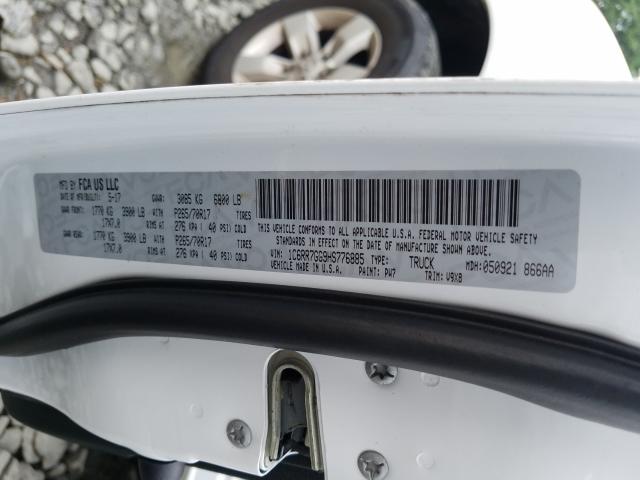 MFD BY FCA US LLC
DATE OF MFR(BUILT): 5-17 GVWR: 3085 KG 6800 LB
GAWR FRONT: 1770 KG 3900 LB WITH P265/70R17 TIRES
17X7.0 RIMS AT 276 KPA ( 40 PSI) COLD
GAWR REAR: 1770 KG 3900 LB WITH P265/70R17 TIRES
17X7.0 RIMS AT 276 KPA ( 40 PSI) COLD
THIS VEHICLE CONFORMS TO ALL APPLICABLE U.S.A. FEDERAL MOTOR VEHICLE SAFETY
STANDARDS IN EFFECT ON THE DATE OF MANUFACTURE SHOWN ABOVE.
VIN: 1C6RR7GG9HS776885 TYPE: TRUCK MDH:050921 866AA
VEHICLE MADE IN U.S.A. PAINT: PW7 TRIM: V9X8